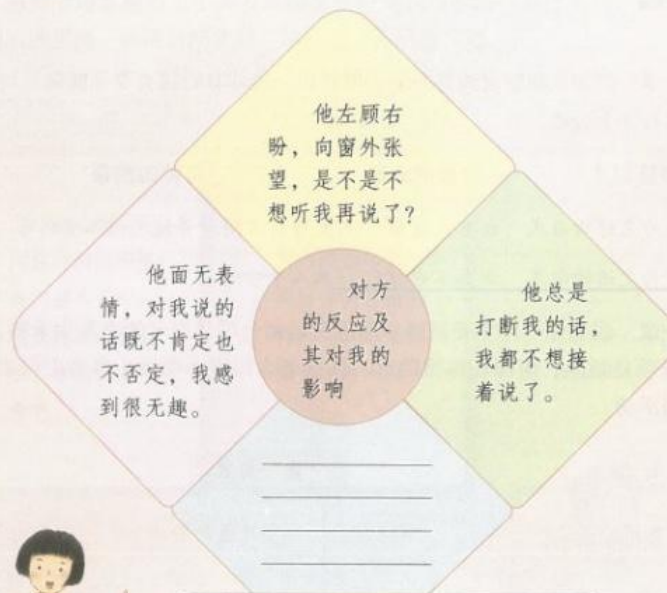 他左顾右
盼，向窗外张
望，是不是不
想听我再说了？
他面无表
情，对我说的
话既不肯定也
不否定，我感
到很无趣。
对方
的反应及
其对我的
影响
他总是
打断我的话，
我都不想接
着说了。